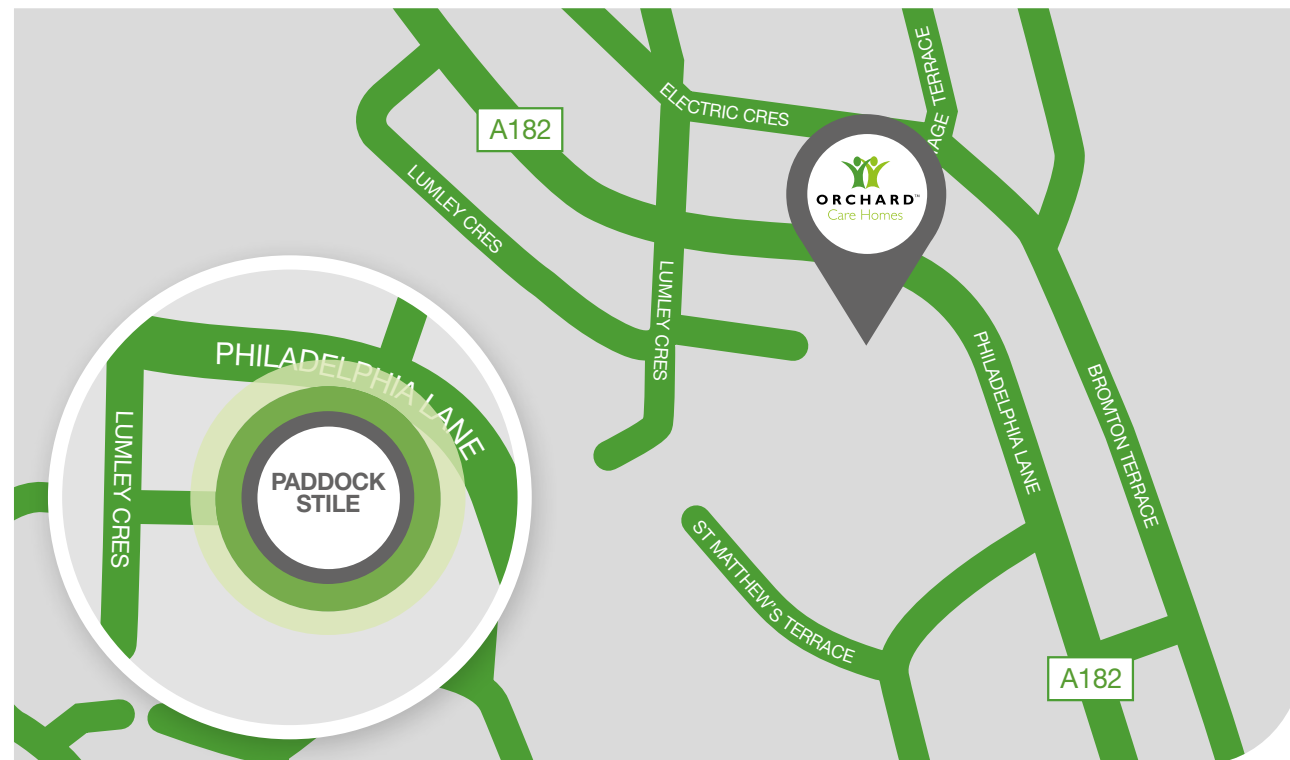 ELECTRIC CRES
AGE TERRACE
A182
ORCHARD™
Care Homes
LUMLEY CRES
LUMLEY CRES
PHILADELPHIA LANE
BROMTON TERRACE
PHILADELPHIA LANE
LUMLEY CRES
PADDOCK
STILE
ST MATTHEW'S TERRACE
A182